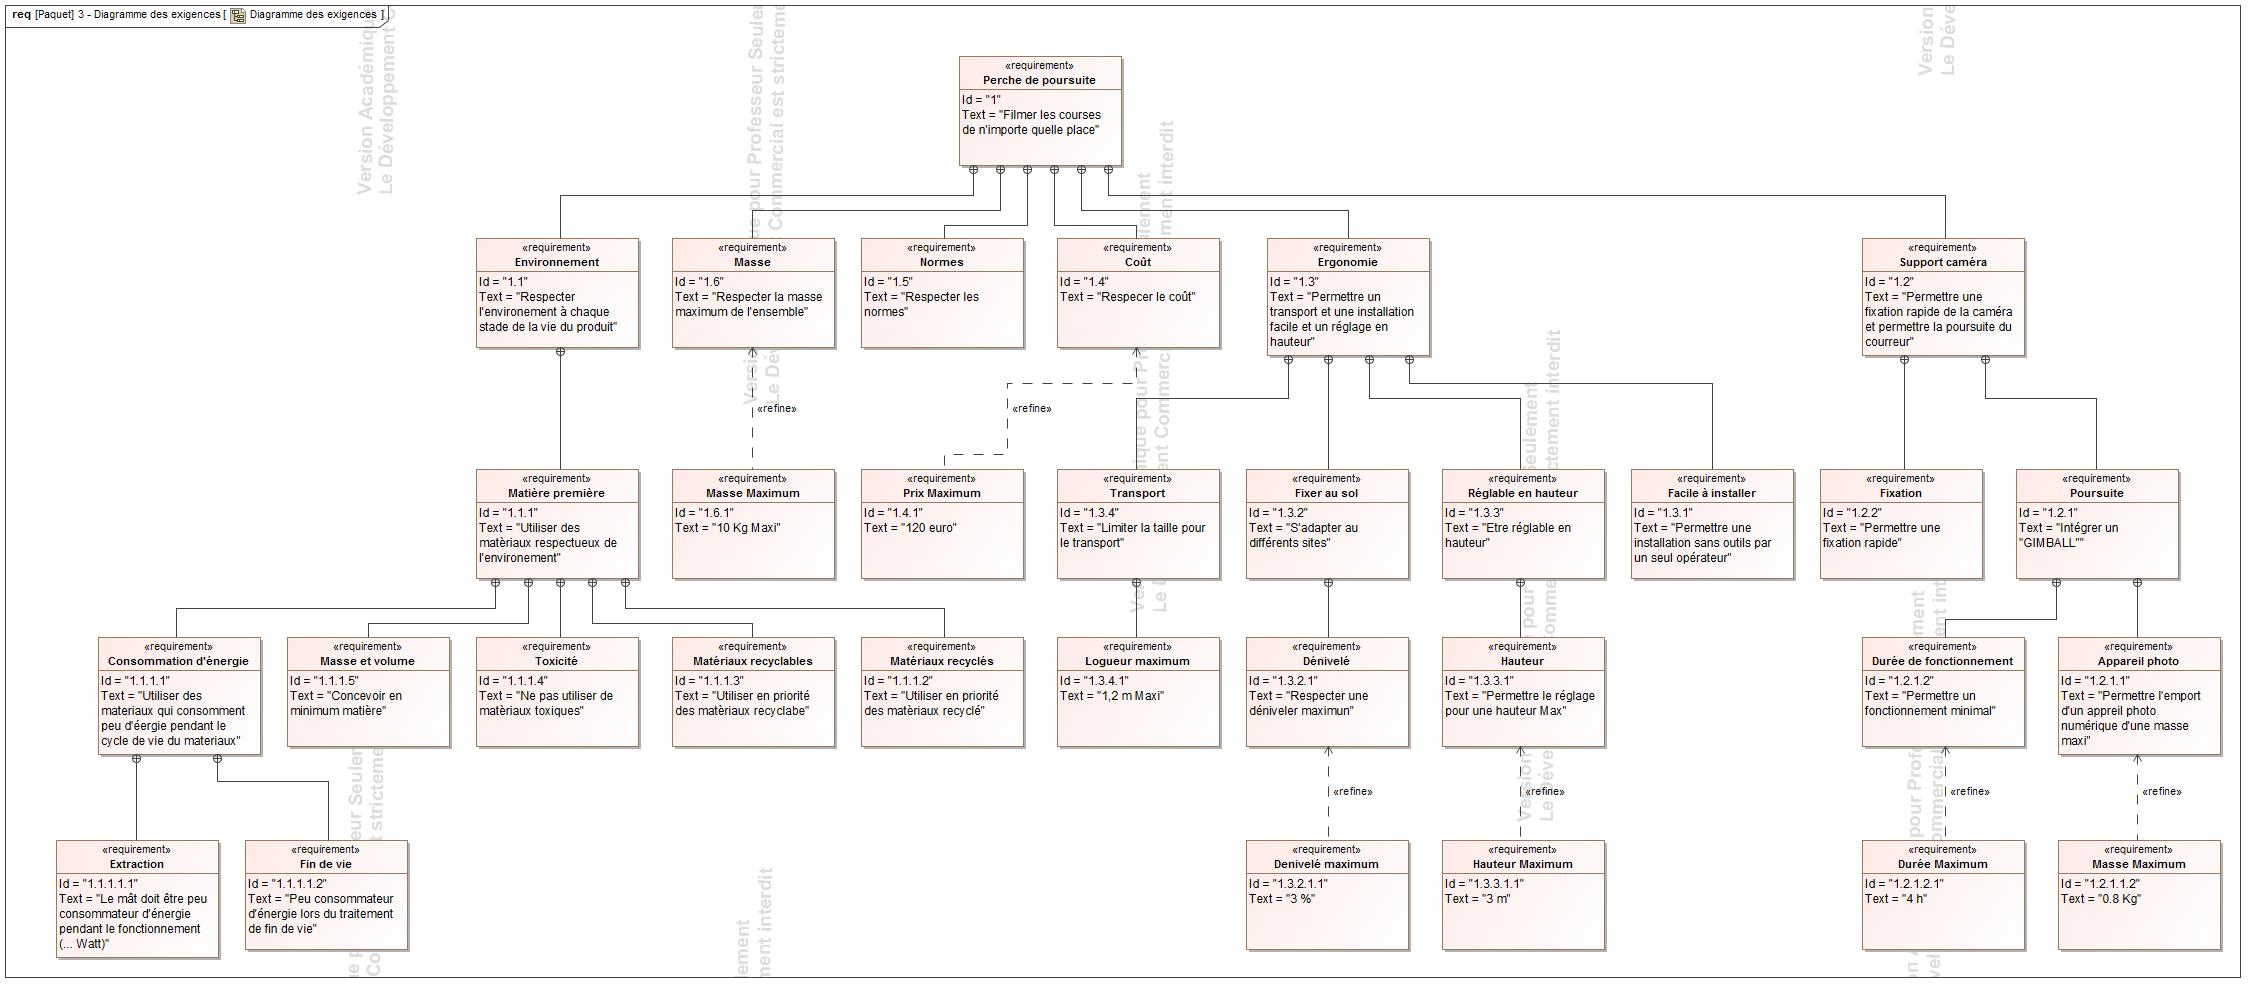 req [Paquet] 3 - Diagramme des exigences [ Diagramme des exigences ]
«requirement»
Perche de poursuite
Id = "1"
Text = "Filmer les courses
de n'importe quelle place"
«requirement»
Environnement
Id = "1.1"
Text = "Respecter
l'environement à chaque
stade de la vie du produit"
«requirement»
Masse
Id = "1.6"
Text = "Respecter la masse
maximum de l'ensemble"
«requirement»
Normes
Id = "1.5"
Text = "Respecter les
normes"
«requirement»
Coût
Id = "1.4"
Text = "Respecer le coût"
«requirement»
Ergonomie
Id = "1.3"
Text = "Permettre un
transport et une installation
facile et un réglage en
hauteur"
«requirement»
Support caméra
Id = "1.2"
Text = "Permettre une
fixation rapide de la caméra
et permettre la poursuite du
courreur"
«refine»
«refine»
«requirement»
Matière première
Id = "1.1.1"
Text = "Utiliser des
matèriaux respectueux de
l'environement"
«requirement»
Masse Maximum
Id = "1.6.1"
Text = "10 Kg Maxi"
«requirement»
Prix Maximum
Id = "1.4.1"
Text = "120 euro"
«requirement»
Transport
Id = "1.3.4"
Text = "Limiter la taille pour
le transport"
«requirement»
Fixer au sol
Id = "1.3.2"
Text = "S'adapter au
différents sites"
«requirement»
Réglable en hauteur
Id = "1.3.3"
Text = "Etre réglable en
hauteur"
«requirement»
Facile à installer
Id = "1.3.1"
Text = "Permettre une
installation sans outils par
un seul opérateur"
«requirement»
Fixation
Id = "1.2.2"
Text = "Permettre une
fixation rapide"
«requirement»
Poursuite
Id = "1.2.1"
Text = "Intégrer un
"GIMBALL""
«requirement»
Consommation d'énergie
Id = "1.1.1.1"
Text = "Utiliser des
materiaux qui consomment
peu d'éergie pendant le
cycle de vie du materiaux"
«requirement»
Masse et volume
Id = "1.1.1.5"
Text = "Concevoir en
minimum matière"
«requirement»
Toxicité
Id = "1.1.1.4"
Text = "Ne pas utiliser de
matèriaux toxiques"
«requirement»
Matériaux recyclables
Id = "1.1.1.3"
Text = "Utiliser en priorité
des matèriaux recyclabe"
«requirement»
Matériaux recyclés
Id = "1.1.1.2"
Text = "Utiliser en priorité
des matèriaux recyclé"
«requirement»
Logueur maximum
Id = "1.3.4.1"
Text = "1,2 m Maxi"
«requirement»
Dénivelé
Id = "1.3.2.1"
Text = "Respecter une
déniveler maximun"
«requirement»
Hauteur
Id = "1.3.3.1"
Text = "Permettre le réglage
pour une hauteur Max"
«requirement»
Durée de fonctionnement
Id = "1.2.1.2"
Text = "Permettre un
fonctionnement minimal"
«requirement»
Appareil photo
Id = "1.2.1.1"
Text = "Permettre l'emport
d'un appreil photo
numérique d'une masse
maxi"
«refine»
«refine»
«refine»
«refine»
«requirement»
Extraction
Id = "1.1.1.1.1"
Text = "Le mât doit être peu
consommateur d'énergie
pendant le fonctionnement
(... Watt)"
«requirement»
Fin de vie
Id = "1.1.1.1.2"
Text = "Peu consommateur
d'énergie lors du traitement
de fin de vie"
«requirement»
Denivelé maximum
Id = "1.3.2.1.1"
Text = "3 %"
«requirement»
Hauteur Maximum
Id = "1.3.3.1.1"
Text = "3 m"
«requirement»
Durée Maximum
Id = "1.2.1.2.1"
Text = "4 h"
«requirement»
Masse Maximum
Id = "1.2.1.1.2"
Text = "0.8 Kg"